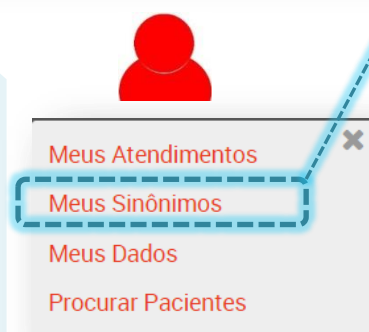 Meus Atendimentos
Meus Sinônimos
Meus Dados
Procurar Pacientes